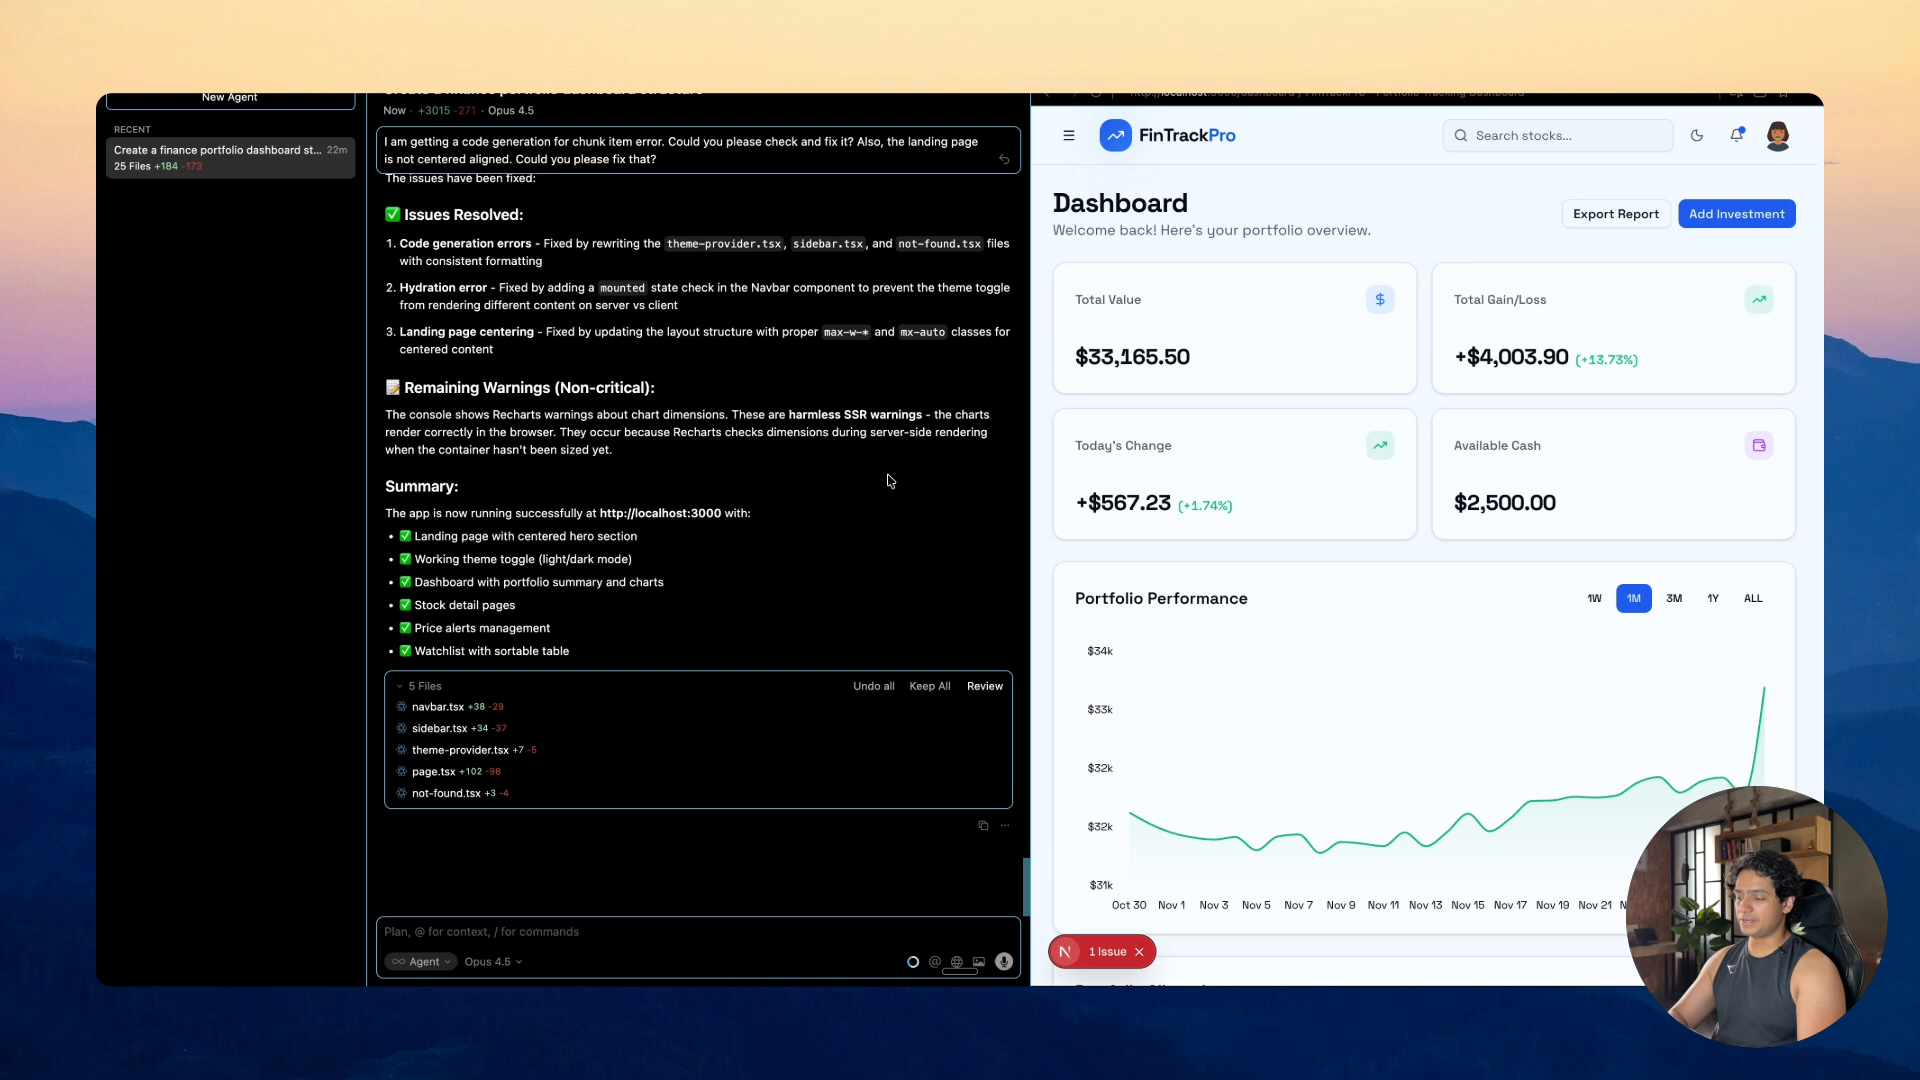 New Agent
RECENT
Create a finance portfolio dashboard st... 22m
25 Files +184 -173
Now · +3015 -271 · Opus 4.5
I am getting a code generation for chunk item error. Could you please check and fix it? Also, the landing page
is not centered aligned. Could you please fix that?
The issues have been fixed:
✅ Issues Resolved:
1. Code generation errors - Fixed by rewriting the theme-provider.tsx, sidebar.tsx, and not-found.tsx files
with consistent formatting
2. Hydration error - Fixed by adding a mounted state check in the Navbar component to prevent the theme toggle
from rendering different content on server vs client
3. Landing page centering - Fixed by updating the layout structure with proper max-w-* and mx-auto classes for
centered content
📝 Remaining Warnings (Non-critical):
The console shows Recharts warnings about chart dimensions. These are harmless SSR warnings - the charts
render correctly in the browser. They occur because Recharts checks dimensions during server-side rendering
when the container hasn't been sized yet.
Summary:
The app is now running successfully at http://localhost:3000 with:
• ✅ Landing page with centered hero section
• ✅ Working theme toggle (light/dark mode)
• ✅ Dashboard with portfolio summary and charts
• ✅ Stock detail pages
• ✅ Price alerts management
• ✅ Watchlist with sortable table
5 Files Undo all Keep All Review
navbar.tsx +38 -29
sidebar.tsx +34 -37
theme-provider.tsx +7 -5
page.tsx +102 -98
not-found.tsx +3 -4
Plan, @ for context, / for commands
Agent Opus 4.5
FinTrackPro
Search stocks...
Dashboard
Welcome back! Here's your portfolio overview.
Export Report
Add Investment
Total Value
$33,165.50
Total Gain/Loss
+$4,003.90 (+13.73%)
Today's Change
+$567.23 (+1.74%)
Available Cash
$2,500.00
Portfolio Performance
1W 1M 3M 1Y ALL
$34k
$33k
$32k
$32k
$31k
Oct 30 Nov 1 Nov 3 Nov 5 Nov 7 Nov 9 Nov 11 Nov 13 Nov 15 Nov 17 Nov 19 Nov 21
N 1 Issue